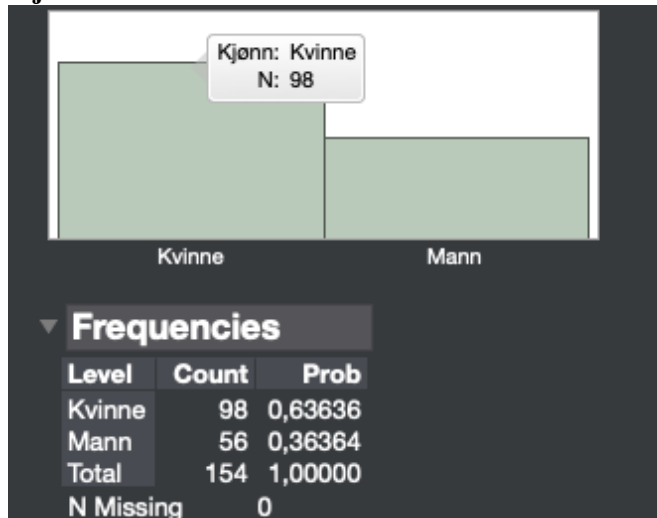 Kjønn: Kvinne
N: 98
Kvinne Mann
Frequencies
Level Count Prob
Kvinne 98 0,63636
Mann 56 0,36364
Total 154 1,00000
N Missing 0